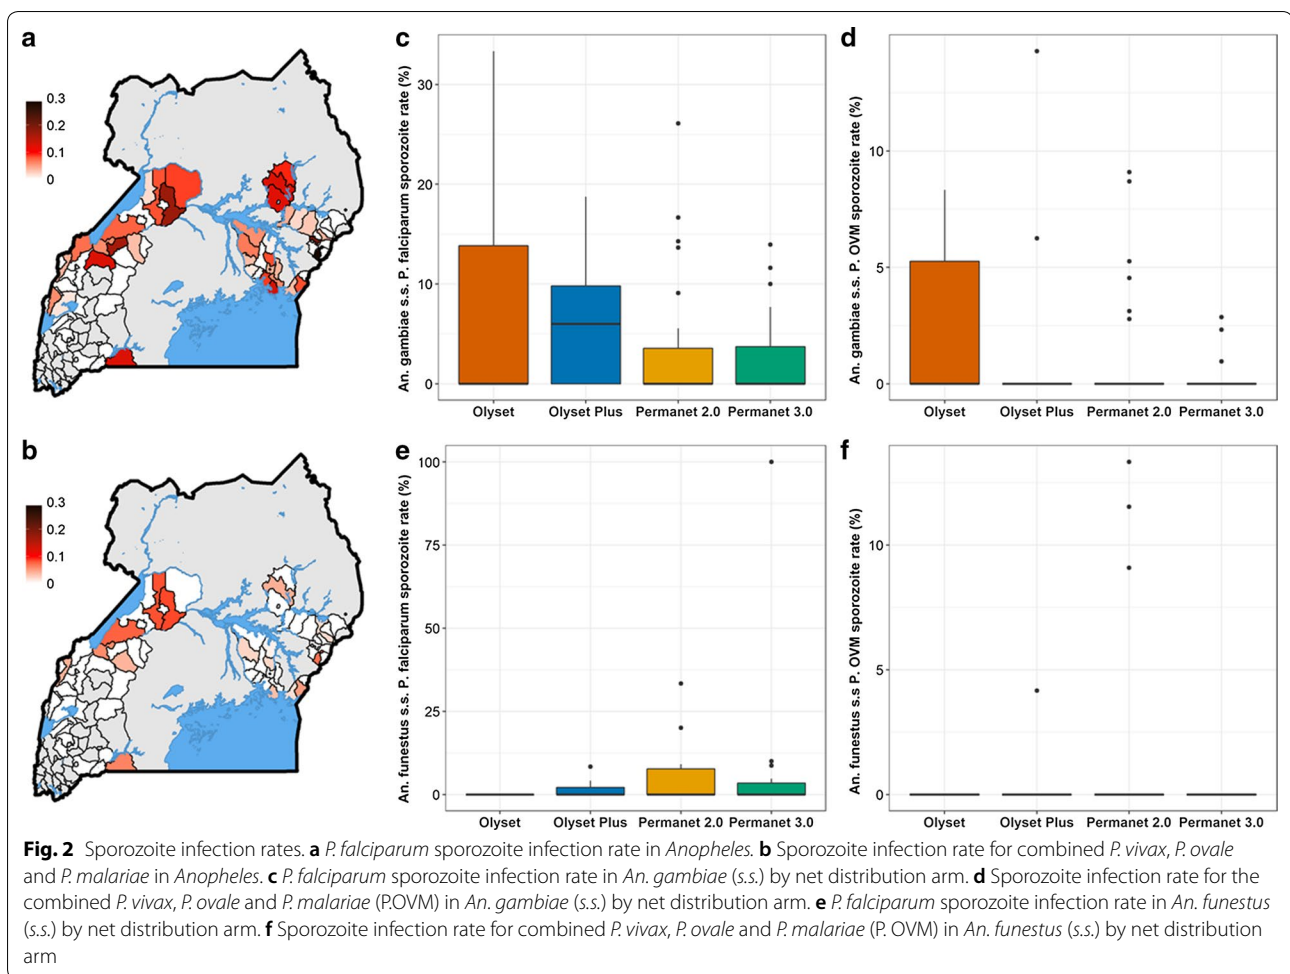 a
0.3
0.2
0.1
0
b
0.3
0.2
0.1
0
c
An. gambiae s.s. P. falciparum sporozoite rate (%)
30
20
10
0
Olyset Olyset Plus Permanet 2.0 Permanet 3.0
d
An. gambiae s.s. P. OVM sporozoite rate (%)
10
5
0
Olyset Olyset Plus Permanet 2.0 Permanet 3.0
e
An. funestus s.s P. falciparum sporozoite rate (%)
100
75
50
25
0
Olyset Olyset Plus Permanet 2.0 Permanet 3.0
f
An. funestus s.s P. OVM sporozoite rate (%)
10
5
0
Olyset Olyset Plus Permanet 2.0 Permanet 3.0
Fig. 2 Sporozoite infection rates. a P. falciparum sporozoite infection rate in Anopheles. b Sporozoite infection rate for combined P. vivax, P. ovale
and P. malariae in Anopheles. c P. falciparum sporozoite infection rate in An. gambiae (s.s.) by net distribution arm. d Sporozoite infection rate for the
combined P. vivax, P. ovale and P. malariae (P.OVM) in An. gambiae (s.s.) by net distribution arm. e P. falciparum sporozoite infection rate in An. funestus
(s.s.) by net distribution arm. f Sporozoite infection rate for combined P. vivax, P. ovale and P. malariae (P. OVM) in An. funestus (s.s.) by net distribution
arm